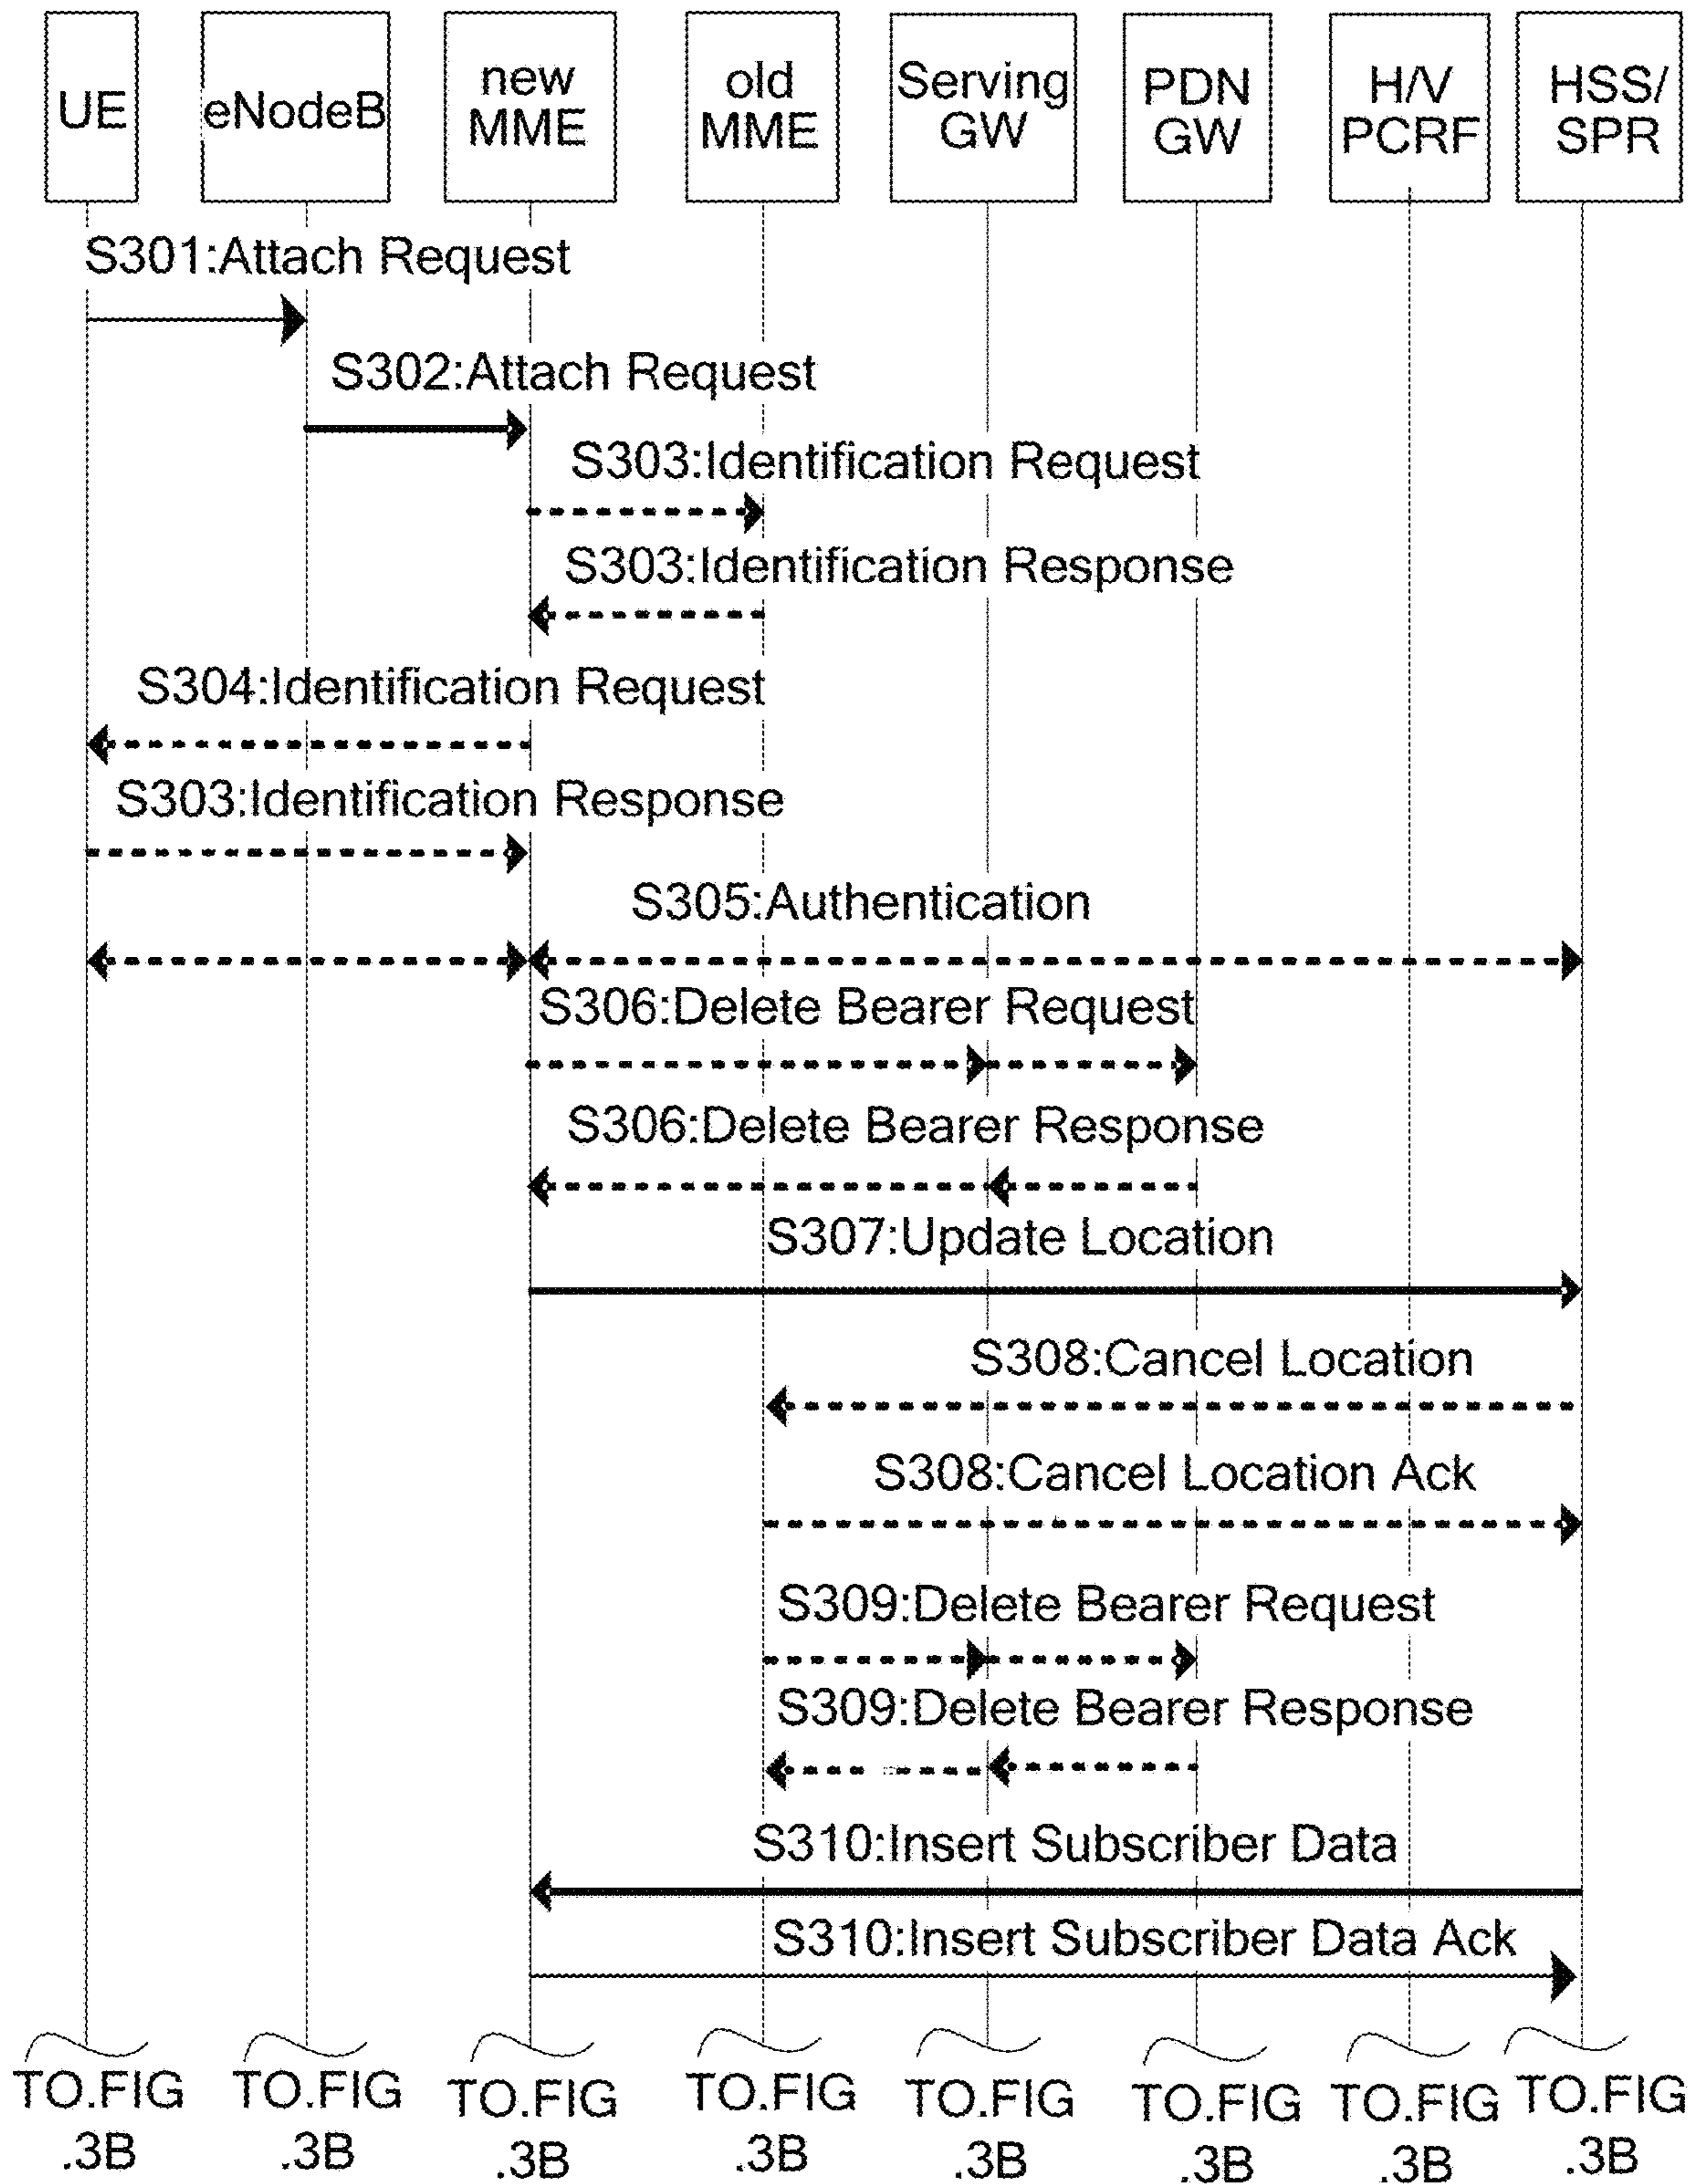 UE
eNodeB
new
MME
old
MME
Serving
GW
PDN
GW
H/V
PCRF
HSS/
SPR
S301:Attach Request
S302:Attach Request
S303:Identification Request
S303:Identification Response
S304:Identification Request
S303:Identification Response
S305:Authentication
S306:Delete Bearer Request
S306:Delete Bearer Response
S307:Update Location
S308:Cancel Location
S308:Cancel Location Ack
S309:Delete Bearer Request
S309:Delete Bearer Response
S310:Insert Subscriber Data
S310:Insert Subscriber Data Ack
TO.FIG
.3B
TO.FIG
.3B
TO.FIG
.3B
TO.FIG
.3B
TO.FIG
.3B
TO.FIG
.3B
TO.FIG
.3B
TO.FIG
.3B